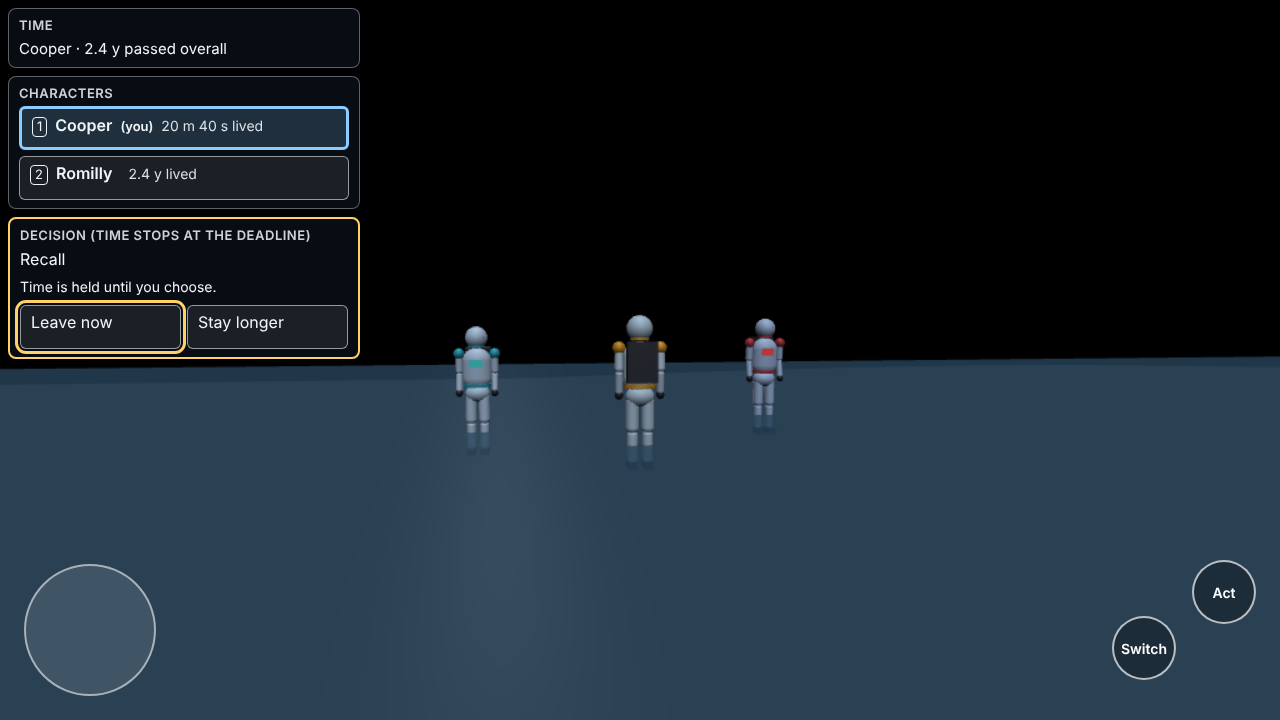 TIME
Cooper · 2.4 y passed overall
CHARACTERS
1 Cooper (you) 20 m 40 s lived
2 Romilly 2.4 y lived
DECISION (TIME STOPS AT THE DEADLINE)
Recall
Time is held until you choose.
Leave now Stay longer
Act
Switch